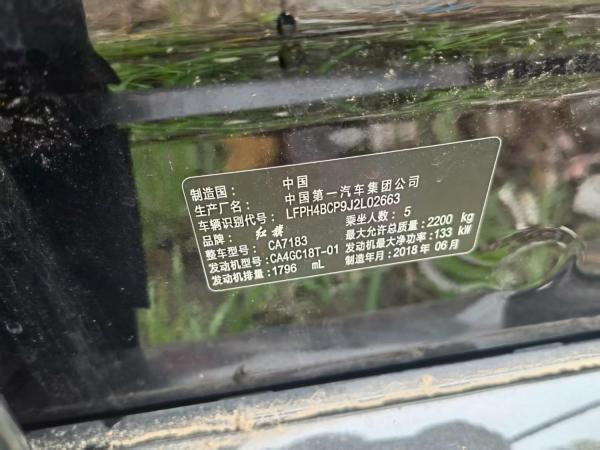 制造国： 中国
生产厂名： 中国第一汽车集团公司
车辆识别代号： LFPH4BCP9J2L02663
品牌： 红旗 乘坐人数： 5
整车型号： CA7183 最大允许总质量： 2200 kg
发动机型号： CA4GC18T-01 发动机最大净功率： 133 kW
发动机排量： 1796 mL 制造年月： 2018 年 06 月